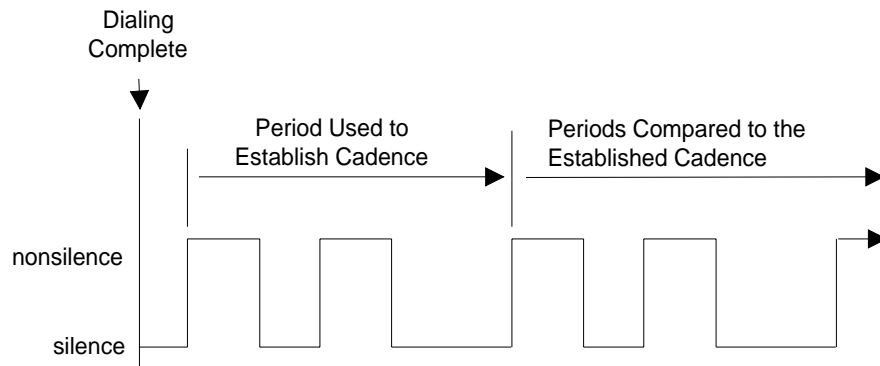 Dialing
Complete
Period Used to
Establish Cadence
Periods Compared to the
Established Cadence
nonsilence
silence